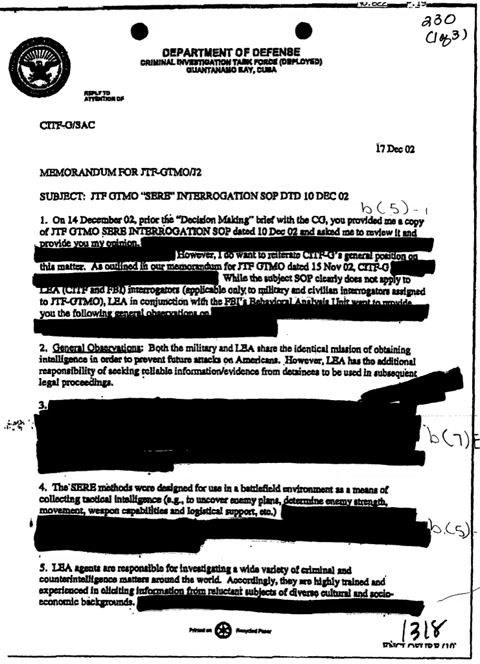 230
(1 of 3)
DEPARTMENT OF DEFENSE
CRIMINAL INVESTIGATION TASK FORCE (DEPLOYED)
GUANTANAMO BAY, CUBA
REPLY TO
ATTENTION OF
CITF-G/SAC
17 Dec 02
MEMORANDUM FOR JTF-GTMO/J2
SUBJECT: JTF GTMO "SERE" INTERROGATION SOP DTD 10 DEC 02
b(5)-1
1. On 14 December 02, prior the "Decision Making" brief with the CG, you provided me a copy
of JTF GTMO SERE INTERROGATION SOP dated 10 Dec 02 and asked me to review it and
provide you my opinion.
However, I do want to reiterate CITF-G's general position on
this matter. As outlined in our memorandum for JTF GTMO dated 15 Nov 02, CITF-G
While the subject SOP clearly does not apply to
LEA (CITF and FBI) interrogators (applicable only to military and civilian interrogators assigned
to JTF-GTMO), LEA in conjunction with the FBI's Behavioral Analysis Unit want to provide
you the following general observations on
2. General Observations: Both the military and LEA share the identical mission of obtaining
intelligence in order to prevent future attacks on Americans. However, LEA has the additional
responsibility of seeking reliable information/evidence from detainees to be used in subsequent
legal proceedings.
3.
b(7)E
4. The SERE methods were designed for use in a battlefield environment as a means of
collecting tactical intelligence (e.g., to uncover enemy plans, determine enemy strength,
movement, weapon capabilities and logistical support, etc.)
b(5)-
5. LEA agents are responsible for investigating a wide variety of criminal and
counterintelligence matters around the world. Accordingly, they are highly trained and
experienced in eliciting information from reluctant subjects of diverse cultural and socio-
economic backgrounds.
Printed on Recycled Paper
1318